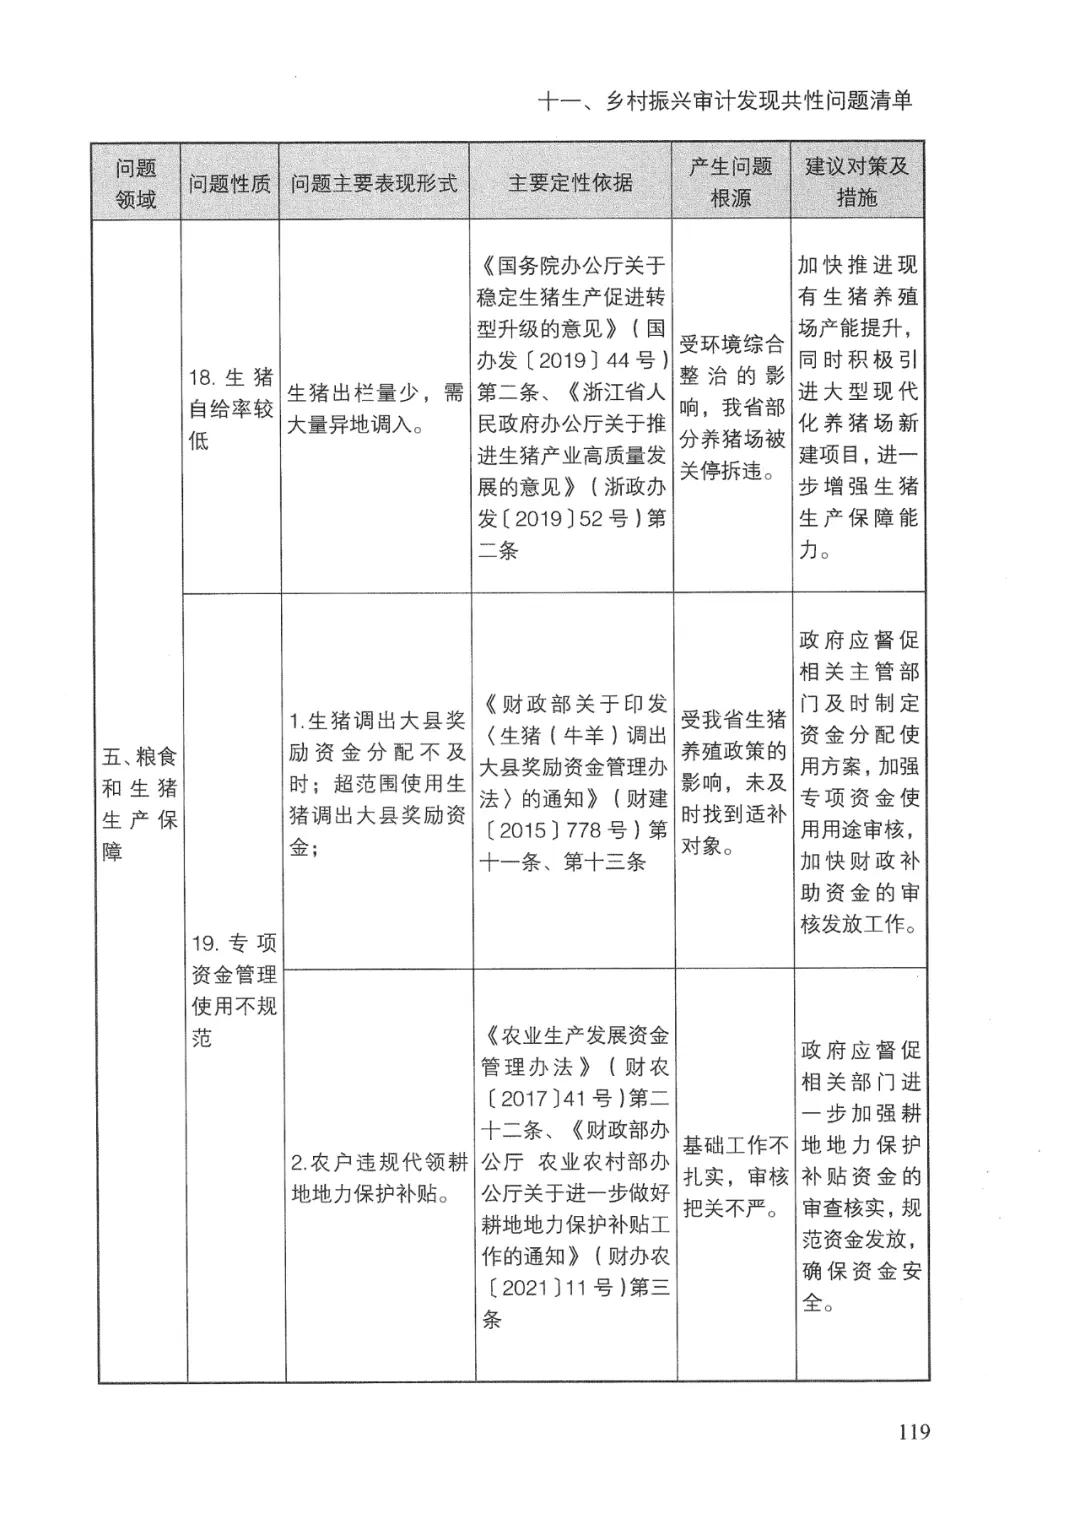 十一、乡村振兴审计发现共性问题清单
问题
领域
问题性质
问题主要表现形式
主要定性依据
产生问题
根源
建议对策及
措施
五、粮食
和生猪
生产保
障
18. 生猪
自给率较
低
生猪出栏量少，需
大量异地调入。
《国务院办公厅关于
稳定生猪生产促进转
型升级的意见》（国
办发〔2019〕44号）
第二条、《浙江省人
民政府办公厅关于推
进生猪产业高质量发
展的意见》（浙政办
发〔2019〕52号）第
二条
受环境综合
整治的影
响，我省部
分养猪场被
关停拆违。
加快推进现
有生猪养殖
场产能提升，
同时积极引
进大型现代
化养猪场新
建项目，进一
步增强生猪
生产保障能
力。
19. 专项
资金管理
使用不规
范
1.生猪调出大县奖
励资金分配不及
时；超范围使用生
猪调出大县奖励资
金；
《财政部关于印发
〈生猪（牛羊）调出
大县奖励资金管理办
法〉的通知》（财建
〔2015〕778号）第
十一条、第十三条
受我省生猪
养殖政策的
影响，未及
时找到适补
对象。
政府应督促
相关主管部
门及时制定
资金分配使
用方案，加强
专项资金使
用用途审核，
加快财政补
助资金的审
核发放工作。
2.农户违规代领耕
地地力保护补贴。
《农业生产发展资金
管理办法》（财农
〔2017〕41号）第二
十二条、《财政部办
公厅 农业农村部办
公厅关于进一步做好
耕地地力保护补贴工
作的通知》（财办农
〔2021〕11号）第三
条
基础工作不
扎实，审核
把关不严。
政府应督促
相关部门进
一步加强耕
地地力保护
补贴资金的
审查核实，规
范资金发放，
确保资金安
全。
119